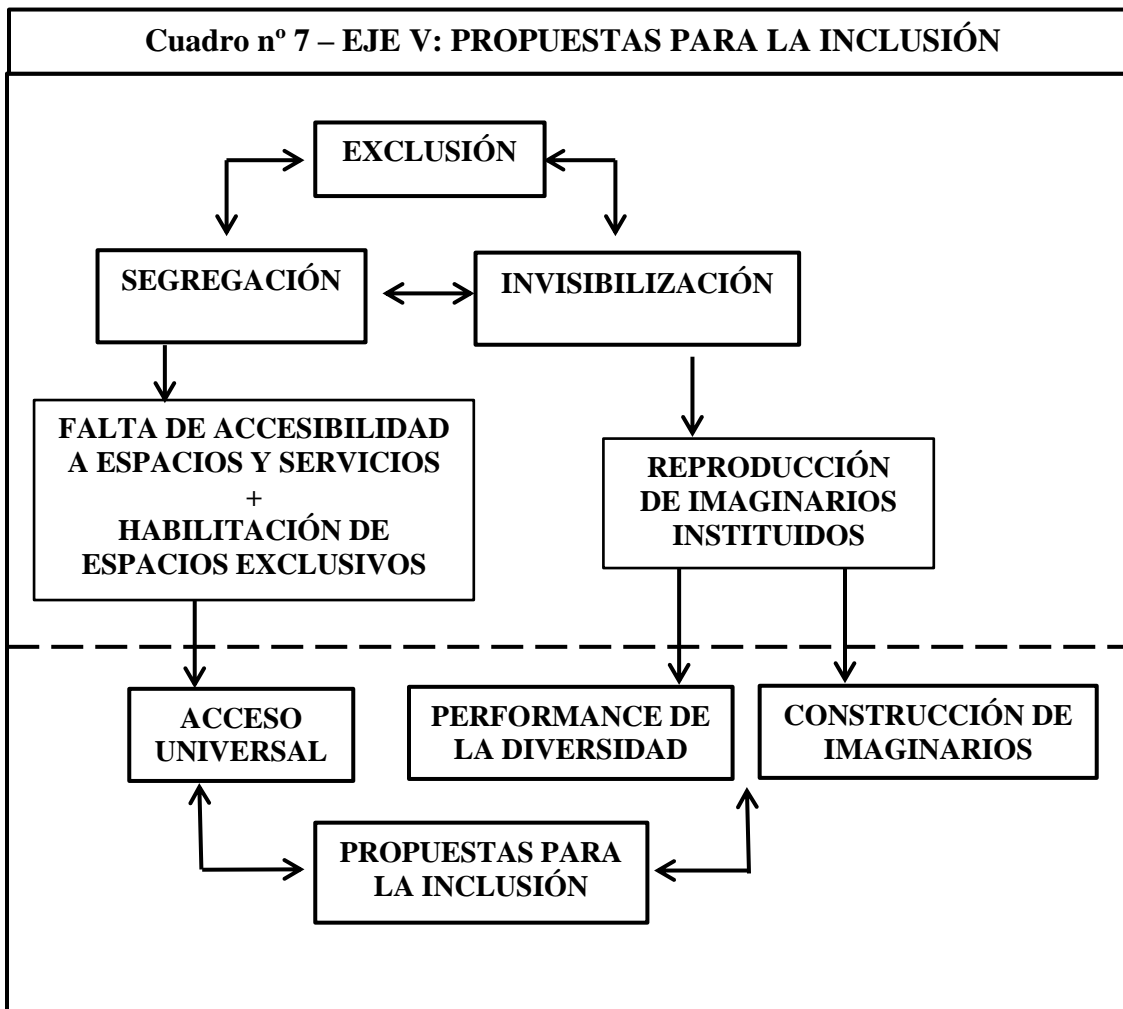 Cuadro nº 7 – EJE V: PROPUESTAS PARA LA INCLUSIÓN
EXCLUSIÓN
SEGREGACIÓN
INVISIBILIZACIÓN
FALTA DE ACCESIBILIDAD
A ESPACIOS Y SERVICIOS
+
HABILITACIÓN DE
ESPACIOS EXCLUSIVOS
REPRODUCCIÓN
DE IMAGINARIOS
INSTITUIDOS
ACCESO
UNIVERSAL
PERFORMANCE DE
LA DIVERSIDAD
CONSTRUCCIÓN DE
IMAGINARIOS
PROPUESTAS PARA
LA INCLUSIÓN